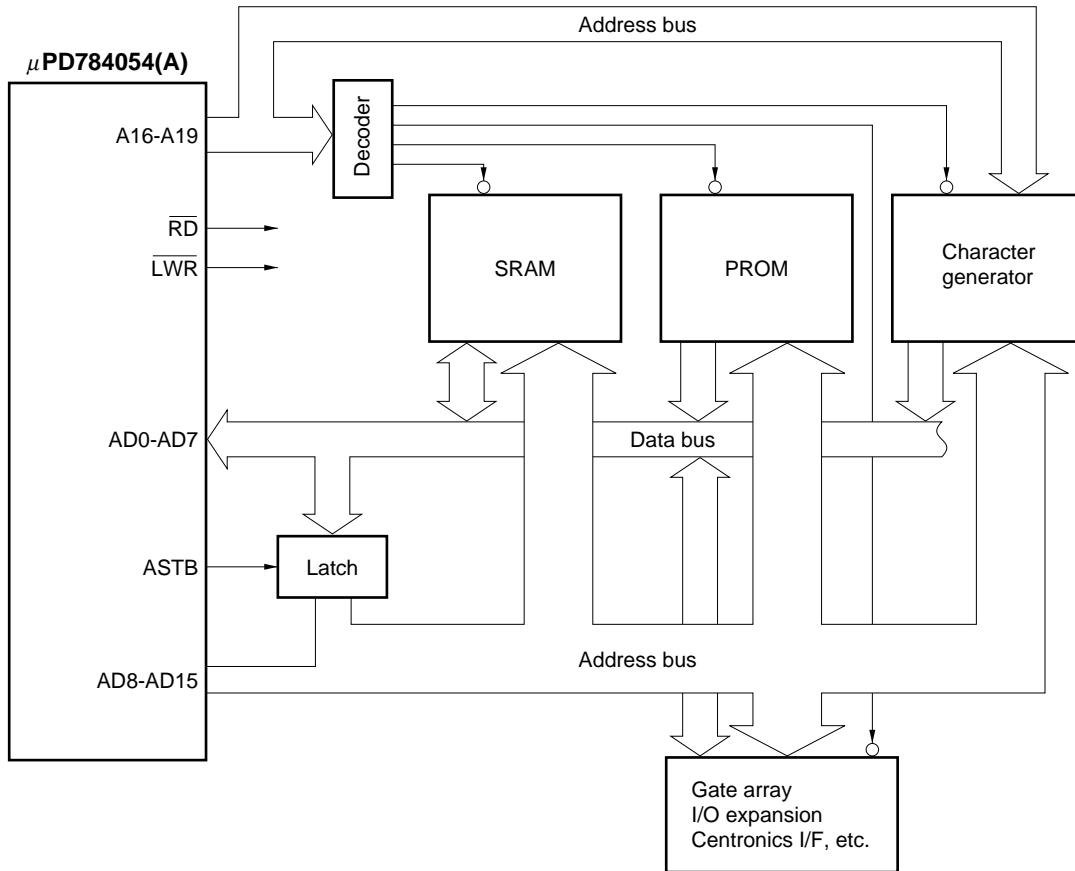 Address bus
μPD784054(A)
A16-A19
Decoder
RD
LWR
SRAM
PROM
Character
generator
AD0-AD7
Data bus
ASTB
Latch
Address bus
AD8-AD15
Gate array
I/O expansion
Centronics I/F, etc.